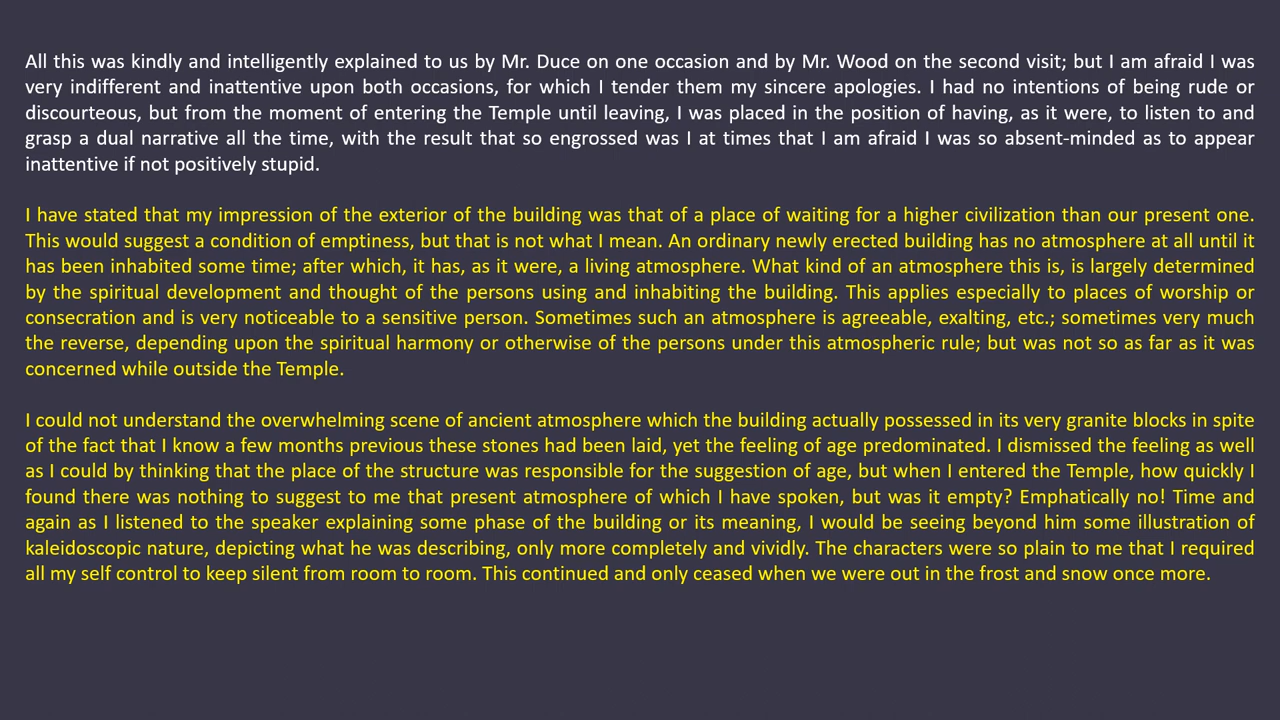 All this was kindly and intelligently explained to us by Mr. Duce on one occasion and by Mr. Wood on the second visit; but I am afraid I was
very indifferent and inattentive upon both occasions, for which I tender them my sincere apologies. I had no intentions of being rude or
discourteous, but from the moment of entering the Temple until leaving, I was placed in the position of having, as it were, to listen to and
grasp a dual narrative all the time, with the result that so engrossed was I at times that I am afraid I was so absent-minded as to appear
inattentive if not positively stupid.
I have stated that my impression of the exterior of the building was that of a place of waiting for a higher civilization than our present one.
This would suggest a condition of emptiness, but that is not what I mean. An ordinary newly erected building has no atmosphere at all until it
has been inhabited some time; after which, it has, as it were, a living atmosphere. What kind of an atmosphere this is, is largely determined
by the spiritual development and thought of the persons using and inhabiting the building. This applies especially to places of worship or
consecration and is very noticeable to a sensitive person. Sometimes such an atmosphere is agreeable, exalting, etc.; sometimes very much
the reverse, depending upon the spiritual harmony or otherwise of the persons under this atmospheric rule; but was not so as far as it was
concerned while outside the Temple.
I could not understand the overwhelming scene of ancient atmosphere which the building actually possessed in its very granite blocks in spite
of the fact that I know a few months previous these stones had been laid, yet the feeling of age predominated. I dismissed the feeling as well
as I could by thinking that the place of the structure was responsible for the suggestion of age, but when I entered the Temple, how quickly I
found there was nothing to suggest to me that present atmosphere of which I have spoken, but was it empty? Emphatically no! Time and
again as I listened to the speaker explaining some phase of the building or its meaning, I would be seeing beyond him some illustration of
kaleidoscopic nature, depicting what he was describing, only more completely and vividly. The characters were so plain to me that I required
all my self control to keep silent from room to room. This continued and only ceased when we were out in the frost and snow once more.